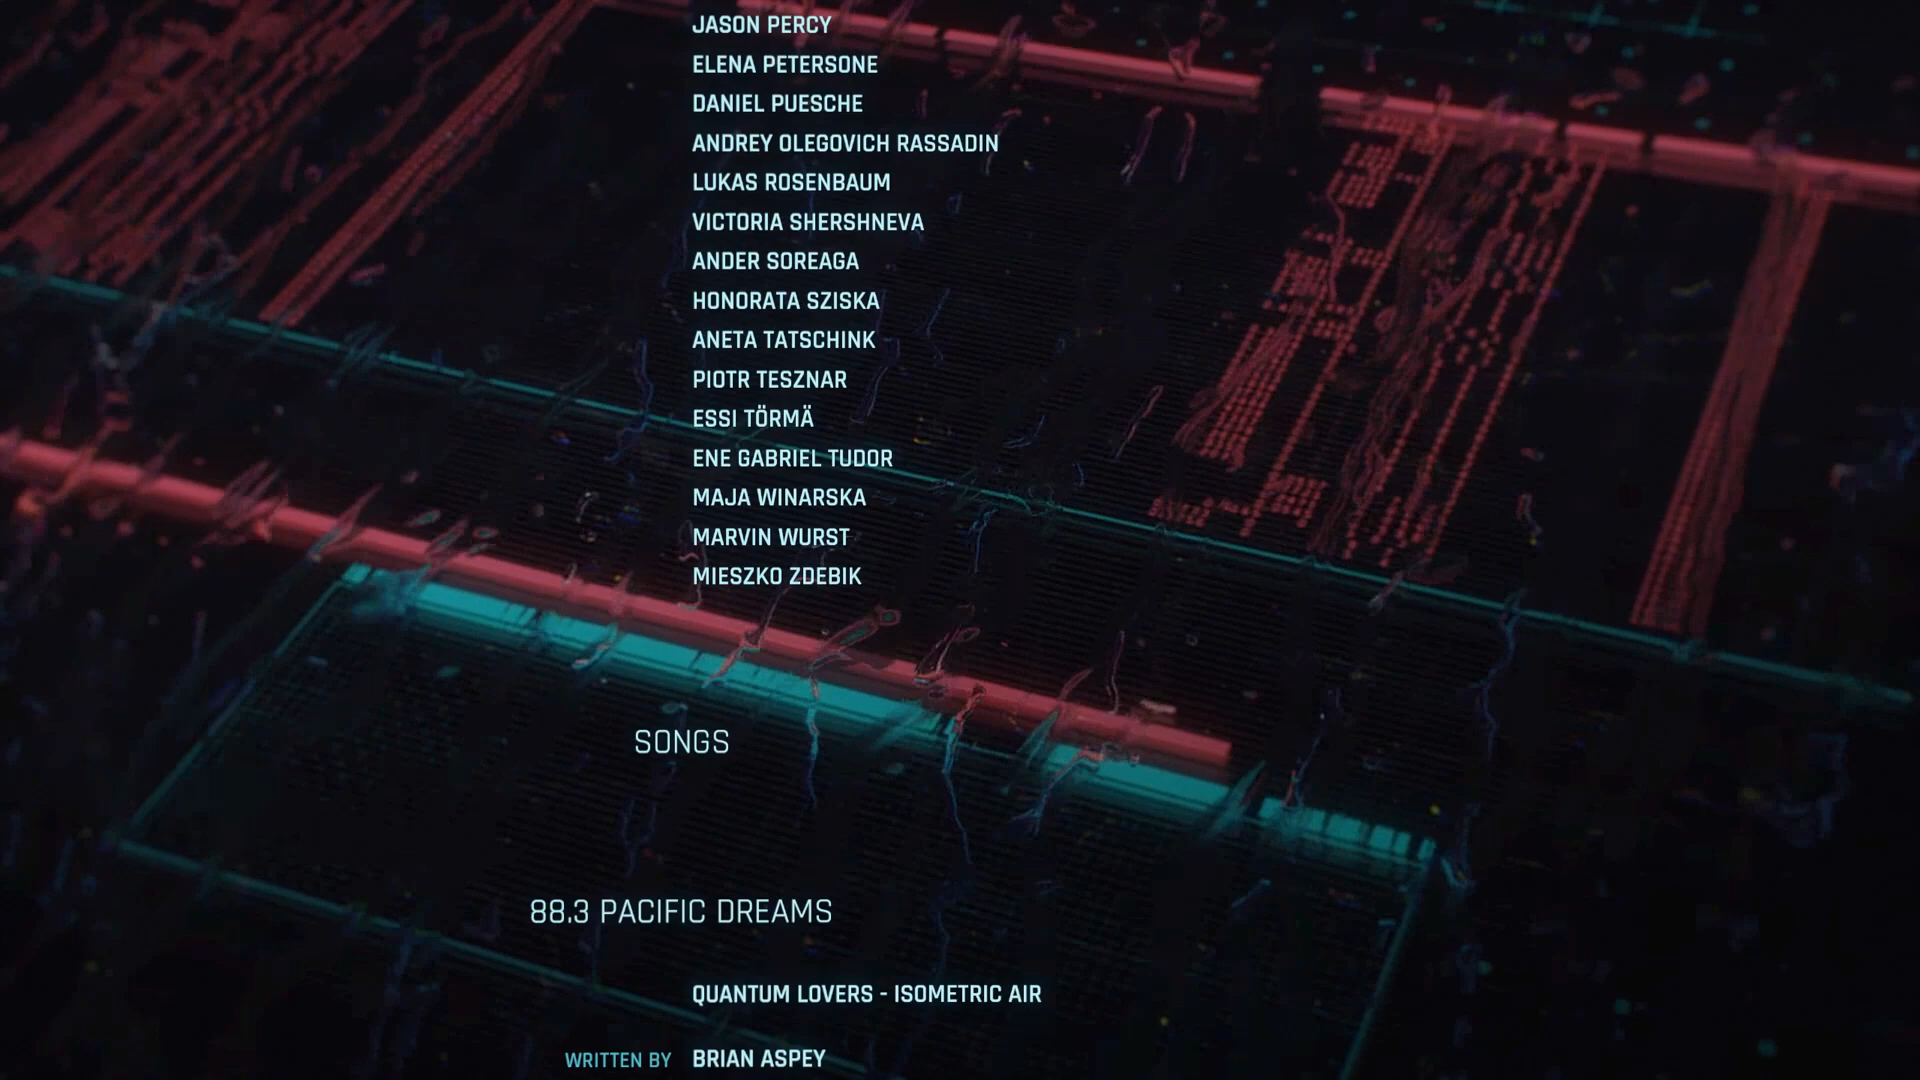 JASON PERCY
ELENA PETERSONE
DANIEL PUESCHE
ANDREY OLEGOVICH RASSADIN
LUKAS ROSENBAUM
VICTORIA SHERSHNEVA
ANDER SOREAGA
HONORATA SZISKA
ANETA TATSCHINK
PIOTR TESZNAR
ESSI TÖRMÄ
ENE GABRIEL TUDOR
MAJA WINARSKA
MARVIN WURST
MIESZKO ZDEBIK
SONGS
88.3 PACIFIC DREAMS
QUANTUM LOVERS - ISOMETRIC AIR
WRITTEN BY BRIAN ASPEY